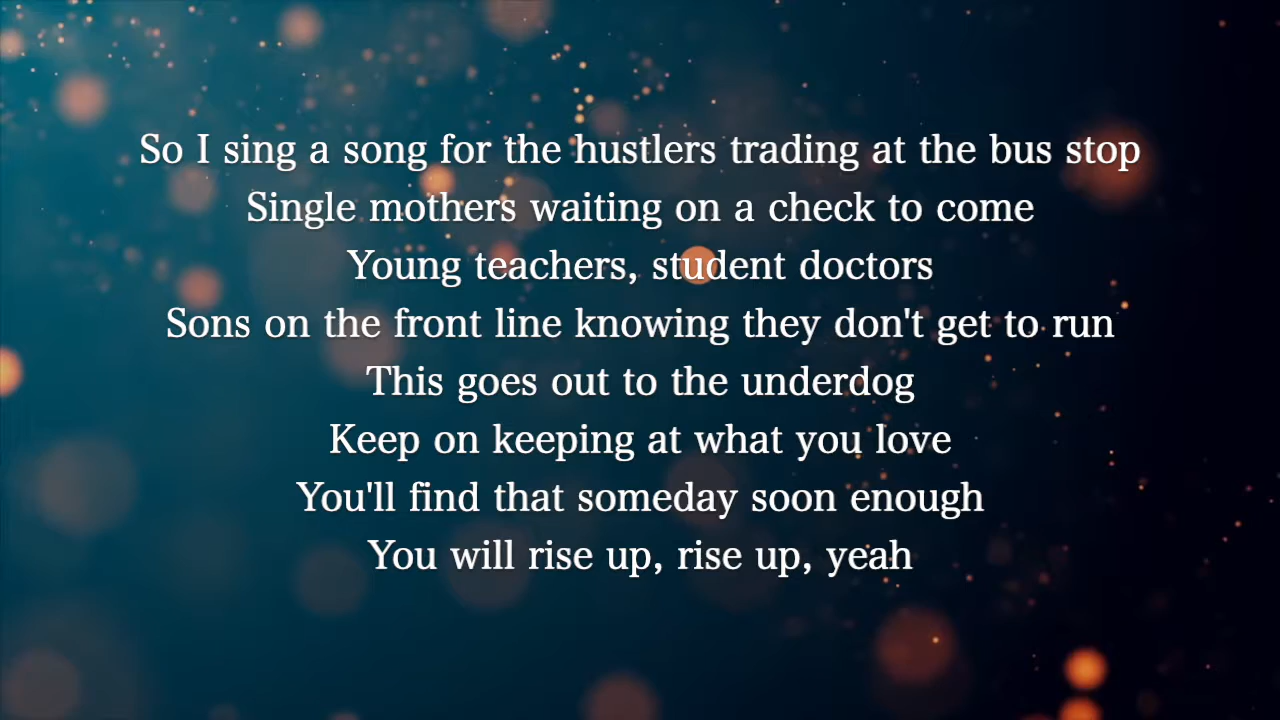 So I sing a song for the hustlers trading at the bus stop
Single mothers waiting on a check to come
Young teachers, student doctors
Sons on the front line knowing they don't get to run
This goes out to the underdog
Keep on keeping at what you love
You'll find that someday soon enough
You will rise up, rise up, yeah